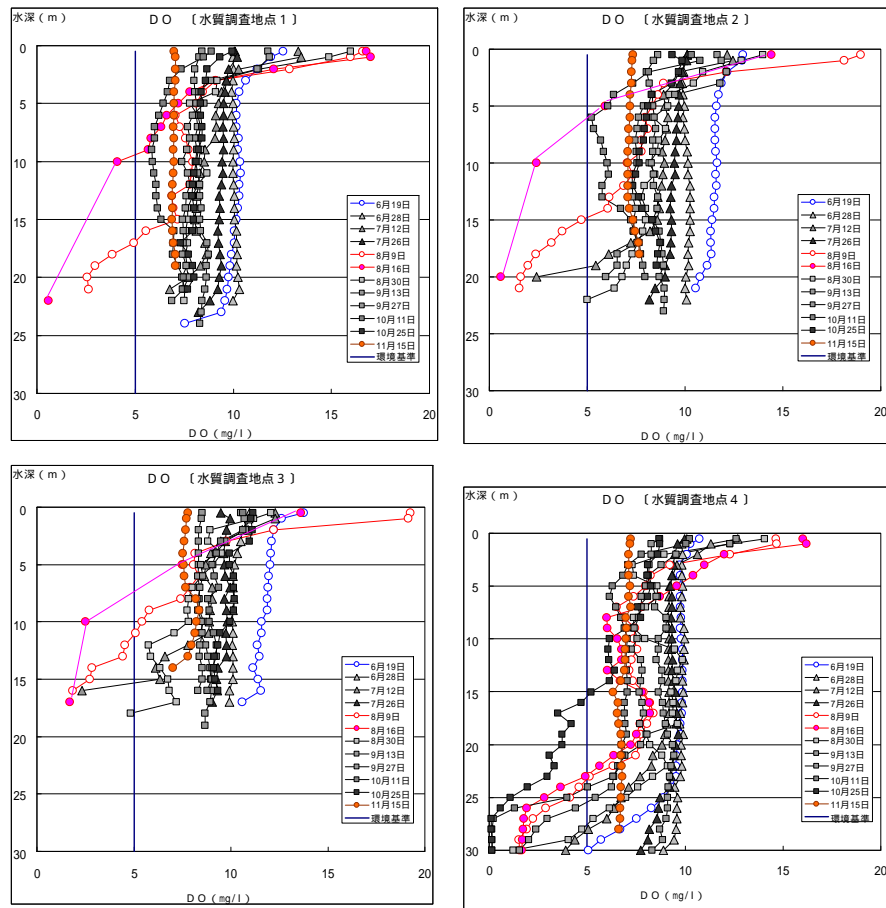 水深（m）
ＤＯ 〔水質調査地点１〕
0
5
10
15
20
25
30
0
5
10
15
20
ＤＯ（㎎/l）
6月19日
6月28日
7月12日
7月26日
8月9日
8月16日
8月30日
9月13日
9月27日
10月11日
10月25日
11月15日
環境基準
水深（m）
ＤＯ 〔水質調査地点２〕
0
5
10
15
20
25
30
0
5
10
15
20
ＤＯ（㎎/l）
6月19日
6月28日
7月12日
7月26日
8月9日
8月16日
8月30日
9月13日
9月27日
10月11日
10月25日
11月15日
環境基準
水深（m）
ＤＯ 〔水質調査地点３〕
0
5
10
15
20
25
30
0
5
10
15
20
ＤＯ（㎎/l）
6月19日
6月28日
7月12日
7月26日
8月9日
8月16日
8月30日
9月13日
9月27日
10月11日
10月25日
11月15日
環境基準
水深（m）
ＤＯ 〔水質調査地点４〕
0
5
10
15
20
25
30
0
5
10
15
20
ＤＯ（㎎/l）
6月19日
6月28日
7月12日
7月26日
8月9日
8月16日
8月30日
9月13日
9月27日
10月11日
10月25日
11月15日
環境基準